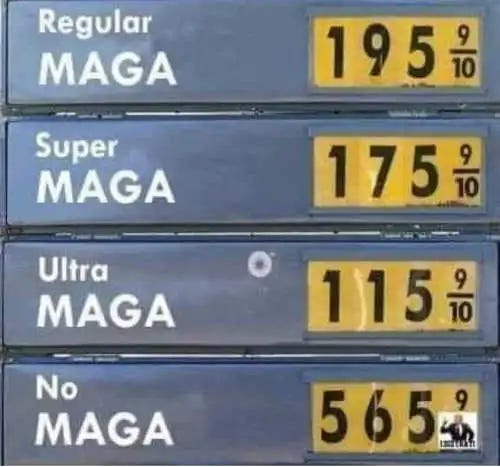 Regular
MAGA
195 9/10
Super
MAGA
175 9/10
Ultra
MAGA
115 9/10
No
MAGA
565 9